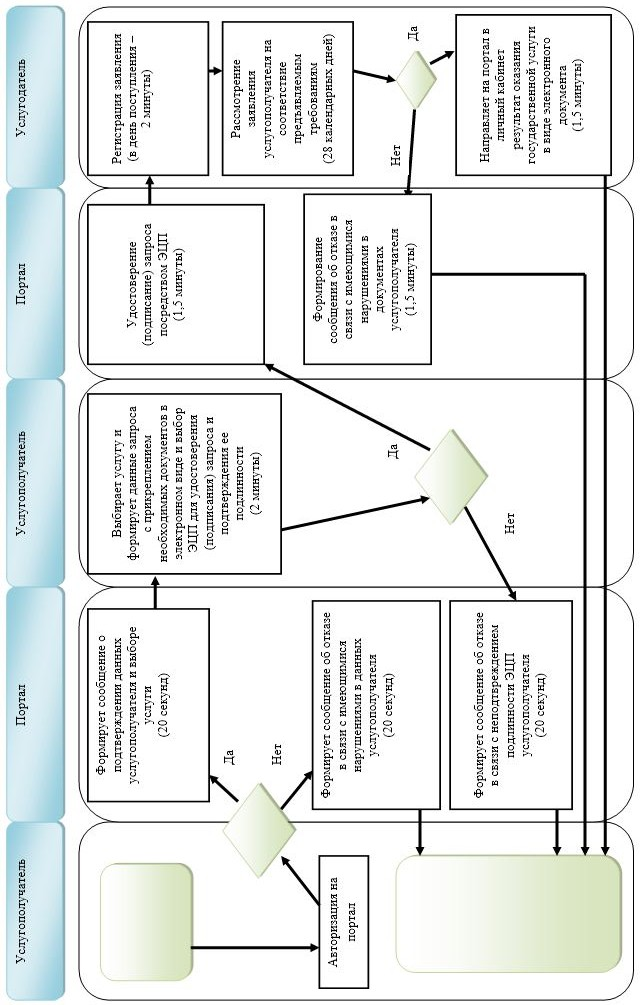 Услугополучатель
Портал
Услугополучатель
Портал
Услугодатель
Авторизация на
портал
Формирует сообщение о
подтверждении данных
услугополучателя и выборе
услуги
(20 секунд)
Да
Нет
Формирует сообщение об отказе
в связи с имеющимися
нарушениями в данных
услугополучателя
(20 секунд)
Формирует сообщение об отказе
в связи с неподтверждением
подлинности ЭЦП
услугополучателя
(20 секунд)
Выбирает услугу и
формирует данные запроса
с прикреплением
необходимых документов в
электронном виде и выбор
ЭЦП для удостоверения
(подписания) запроса и
подтверждения ее
подлинности
(2 минуты)
Да
Нет
Удостоверение
(подписание) запроса
посредством ЭЦП
(1,5 минуты)
Формирование
сообщения об отказе в
связи с имеющимися
нарушениями в
документах
услугополучателя
(1,5 минуты)
Регистрация заявления
(в день поступления –
2 минуты)
Рассмотрение
заявления
услугополучателя на
соответствие
предъявляемым
требованиям
(28 календарных дней)
Да
Нет
Направляет на портал в
личный кабинет
результат оказания
государственной услуги
в виде электронного
документа
(1,5 минуты)